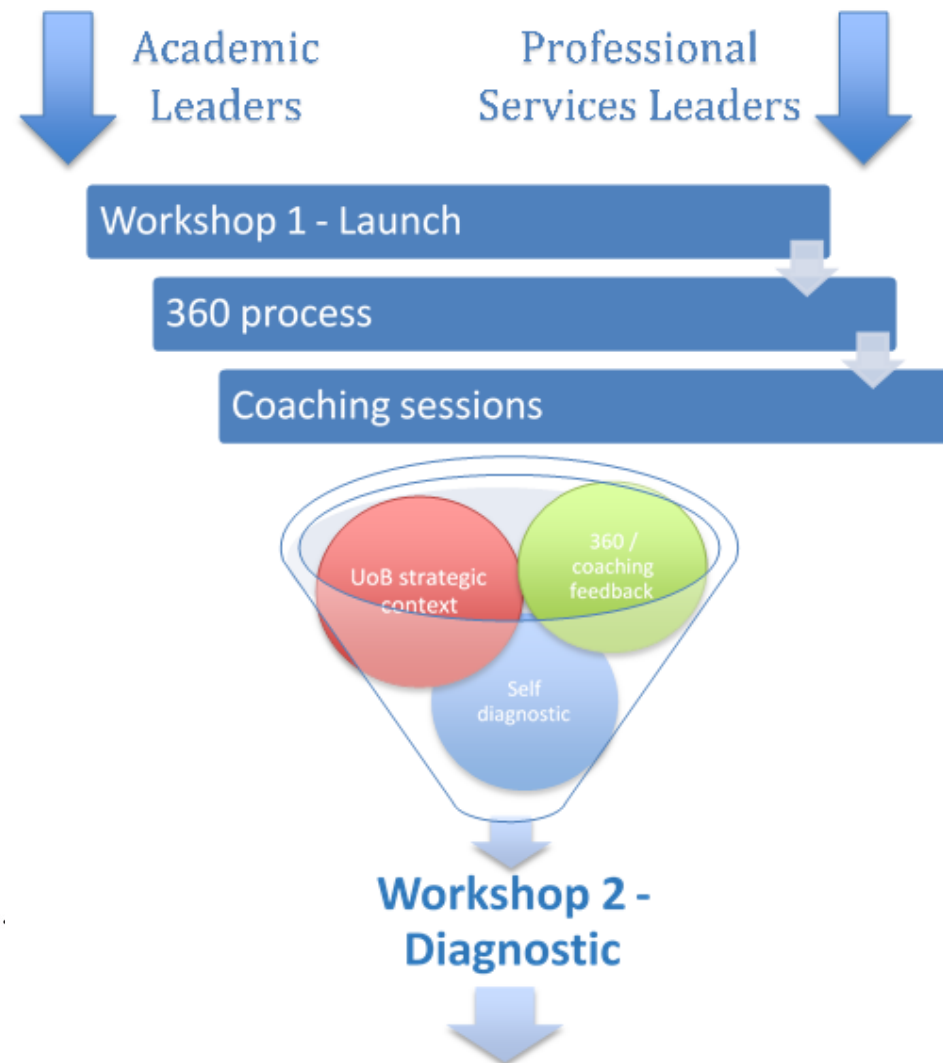 Academic
Leaders
Professional
Services Leaders
Workshop 1 - Launch
360 process
Coaching sessions
UoB strategic
context
360 /
coaching
feedback
Self
diagnostic
Workshop 2 -
Diagnostic